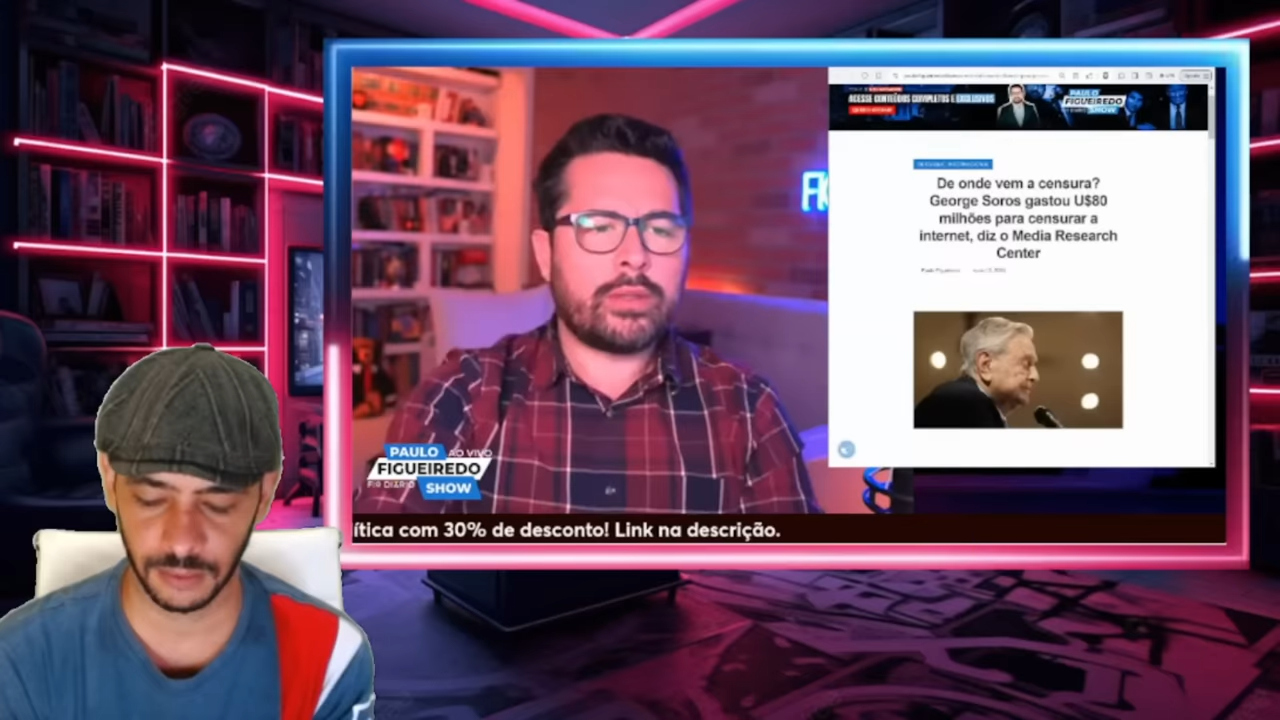 ACESSE CONTEÚDOS COMPLETOS E EXCLUSIVOS
PAULO
FIGUEIREDO
SHOW
De onde vem a censura?
George Soros gastou U$80
milhões para censurar a
internet, diz o Media Research
Center
PAULO AO VIVO
FIGUEIREDO
SHOW
ítica com 30% de desconto! Link na descrição.